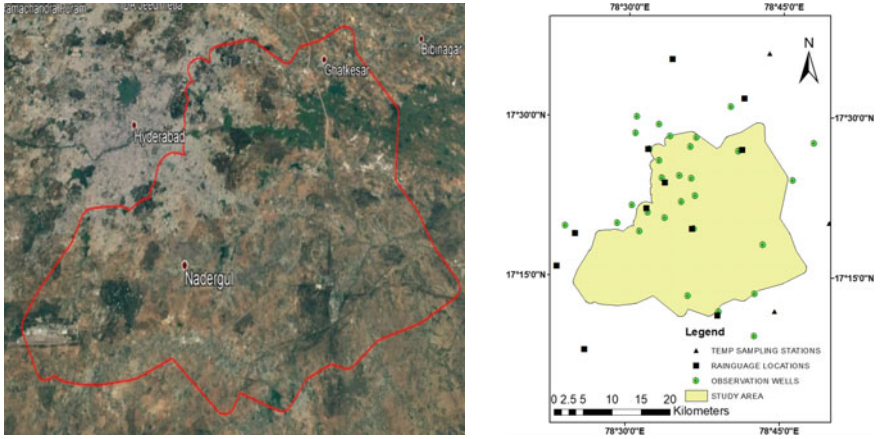 Ramachandra Puram
Bibinagar
Ghatkesar
Hyderabad
Nadergul
78°30'0"E 78°45'0"E
N
17°30'0"N 17°30'0"N
17°15'0"N 17°15'0"N
Legend
TEMP SAMPLING STATIONS
RAINGUAGE LOCATIONS
OBSERVATION WELLS
STUDY AREA
0 2.5 5 10 15 20
Kilometers
78°30'0"E 78°45'0"E